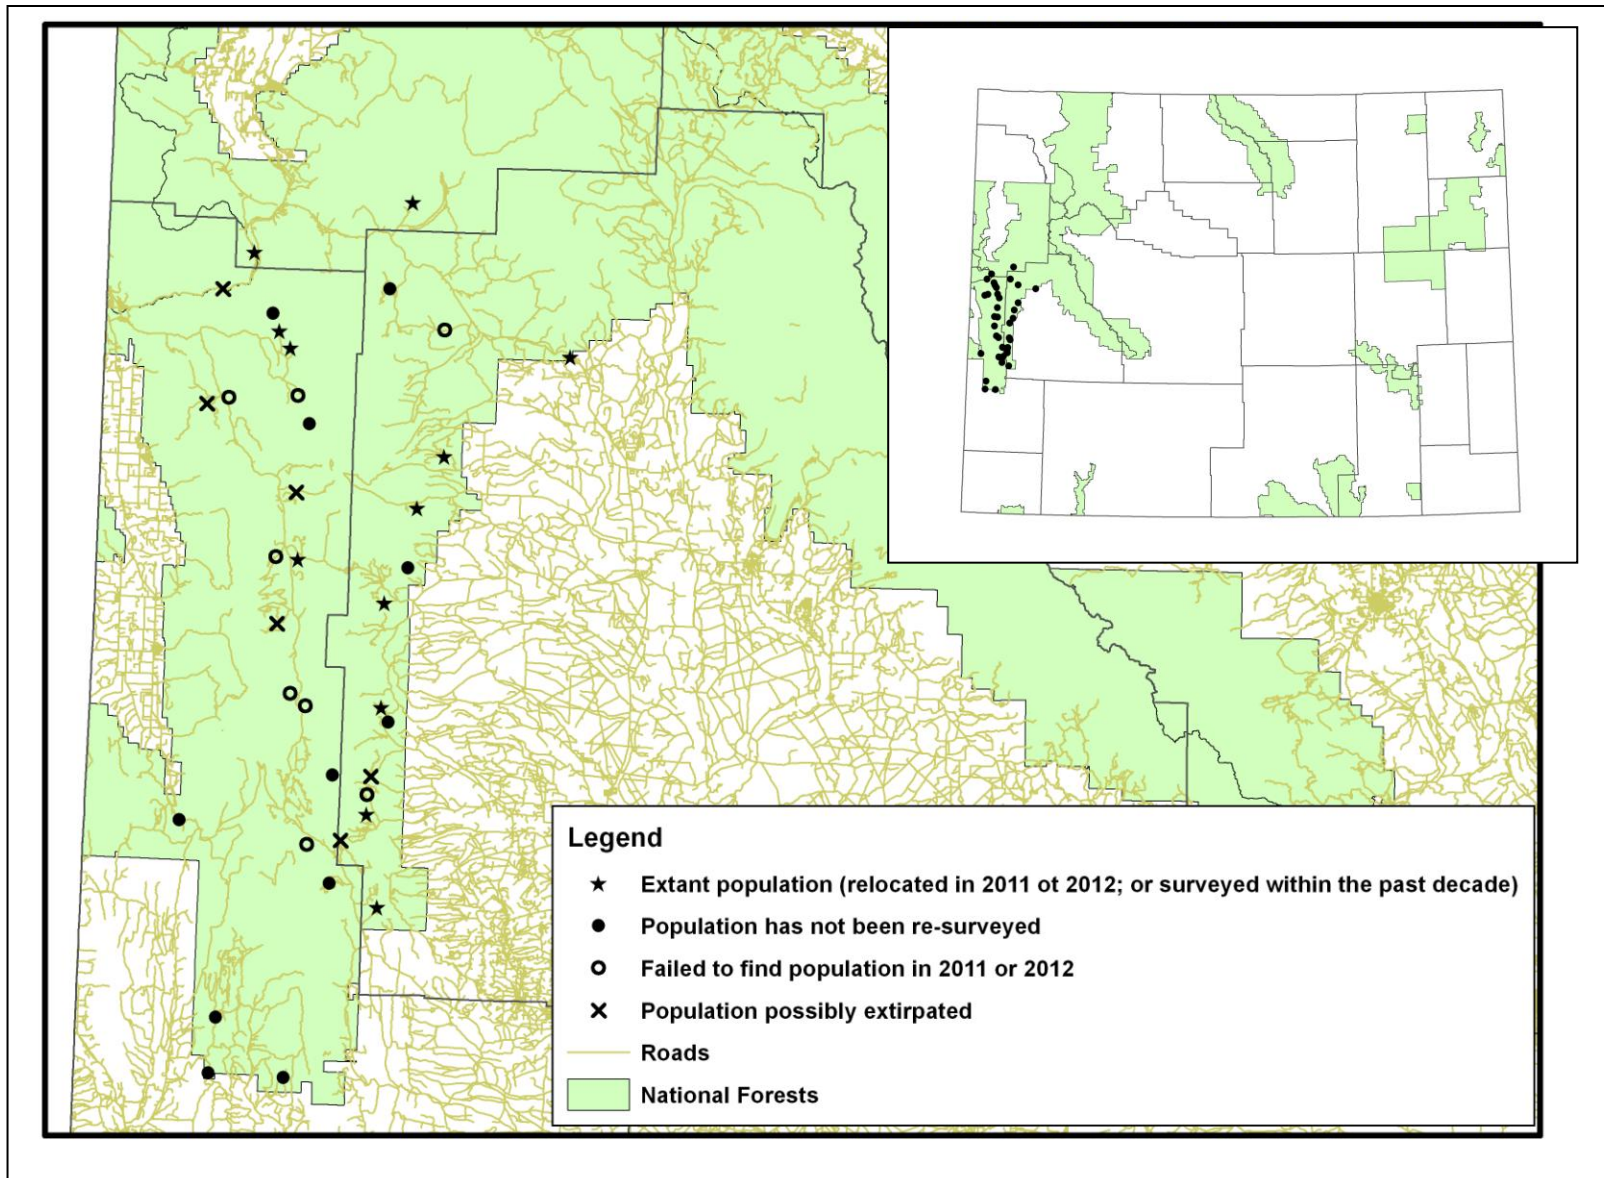 Legend
Extant population (relocated in 2011 ot 2012; or surveyed within the past decade)
Population has not been re-surveyed
Failed to find population in 2011 or 2012
Population possibly extirpated
Roads
National Forests